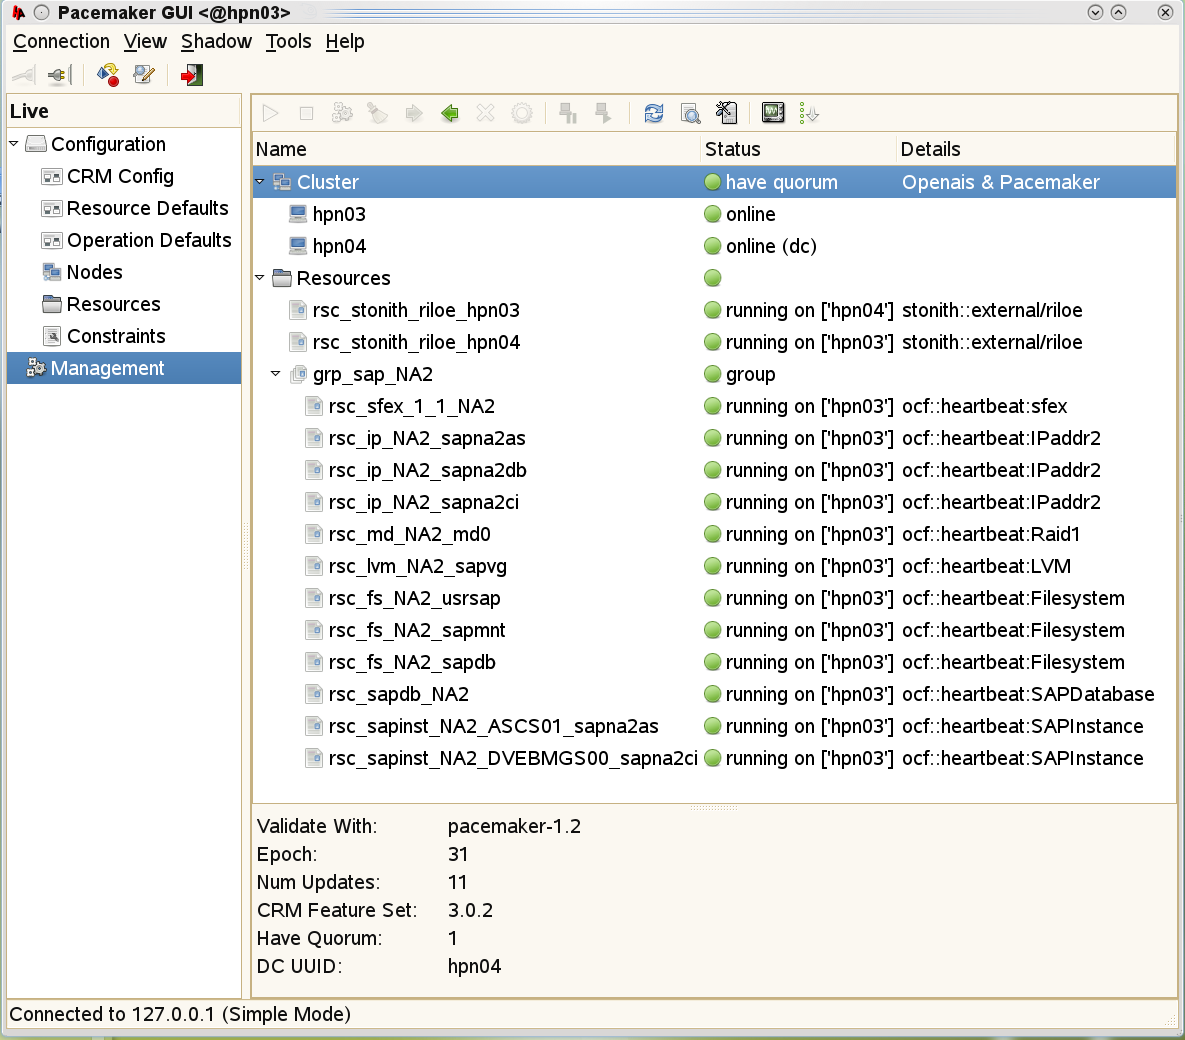 Pacemaker GUI <@hpn03>
Connection View Shadow Tools Help
Live
Configuration
CRM Config
Resource Defaults
Operation Defaults
Nodes
Resources
Constraints
Management
Name Status Details
Cluster have quorum Openais & Pacemaker
hpn03 online
hpn04 online (dc)
Resources
rsc_stonith_riloe_hpn03 running on ['hpn04'] stonith::external/riloe
rsc_stonith_riloe_hpn04 running on ['hpn03'] stonith::external/riloe
grp_sap_NA2 group
rsc_sfex_1_1_NA2 running on ['hpn03'] ocf::heartbeat:sfex
rsc_ip_NA2_sapna2as running on ['hpn03'] ocf::heartbeat:IPaddr2
rsc_ip_NA2_sapna2db running on ['hpn03'] ocf::heartbeat:IPaddr2
rsc_ip_NA2_sapna2ci running on ['hpn03'] ocf::heartbeat:IPaddr2
rsc_md_NA2_md0 running on ['hpn03'] ocf::heartbeat:Raid1
rsc_lvm_NA2_sapvg running on ['hpn03'] ocf::heartbeat:LVM
rsc_fs_NA2_usrsap running on ['hpn03'] ocf::heartbeat:Filesystem
rsc_fs_NA2_sapmnt running on ['hpn03'] ocf::heartbeat:Filesystem
rsc_fs_NA2_sapdb running on ['hpn03'] ocf::heartbeat:Filesystem
rsc_sapdb_NA2 running on ['hpn03'] ocf::heartbeat:SAPDatabase
rsc_sapinst_NA2_ASCS01_sapna2as running on ['hpn03'] ocf::heartbeat:SAPInstance
rsc_sapinst_NA2_DVEBMGS00_sapna2ci running on ['hpn03'] ocf::heartbeat:SAPInstance
Validate With: pacemaker-1.2
Epoch: 31
Num Updates: 11
CRM Feature Set: 3.0.2
Have Quorum: 1
DC UUID: hpn04
Connected to 127.0.0.1 (Simple Mode)